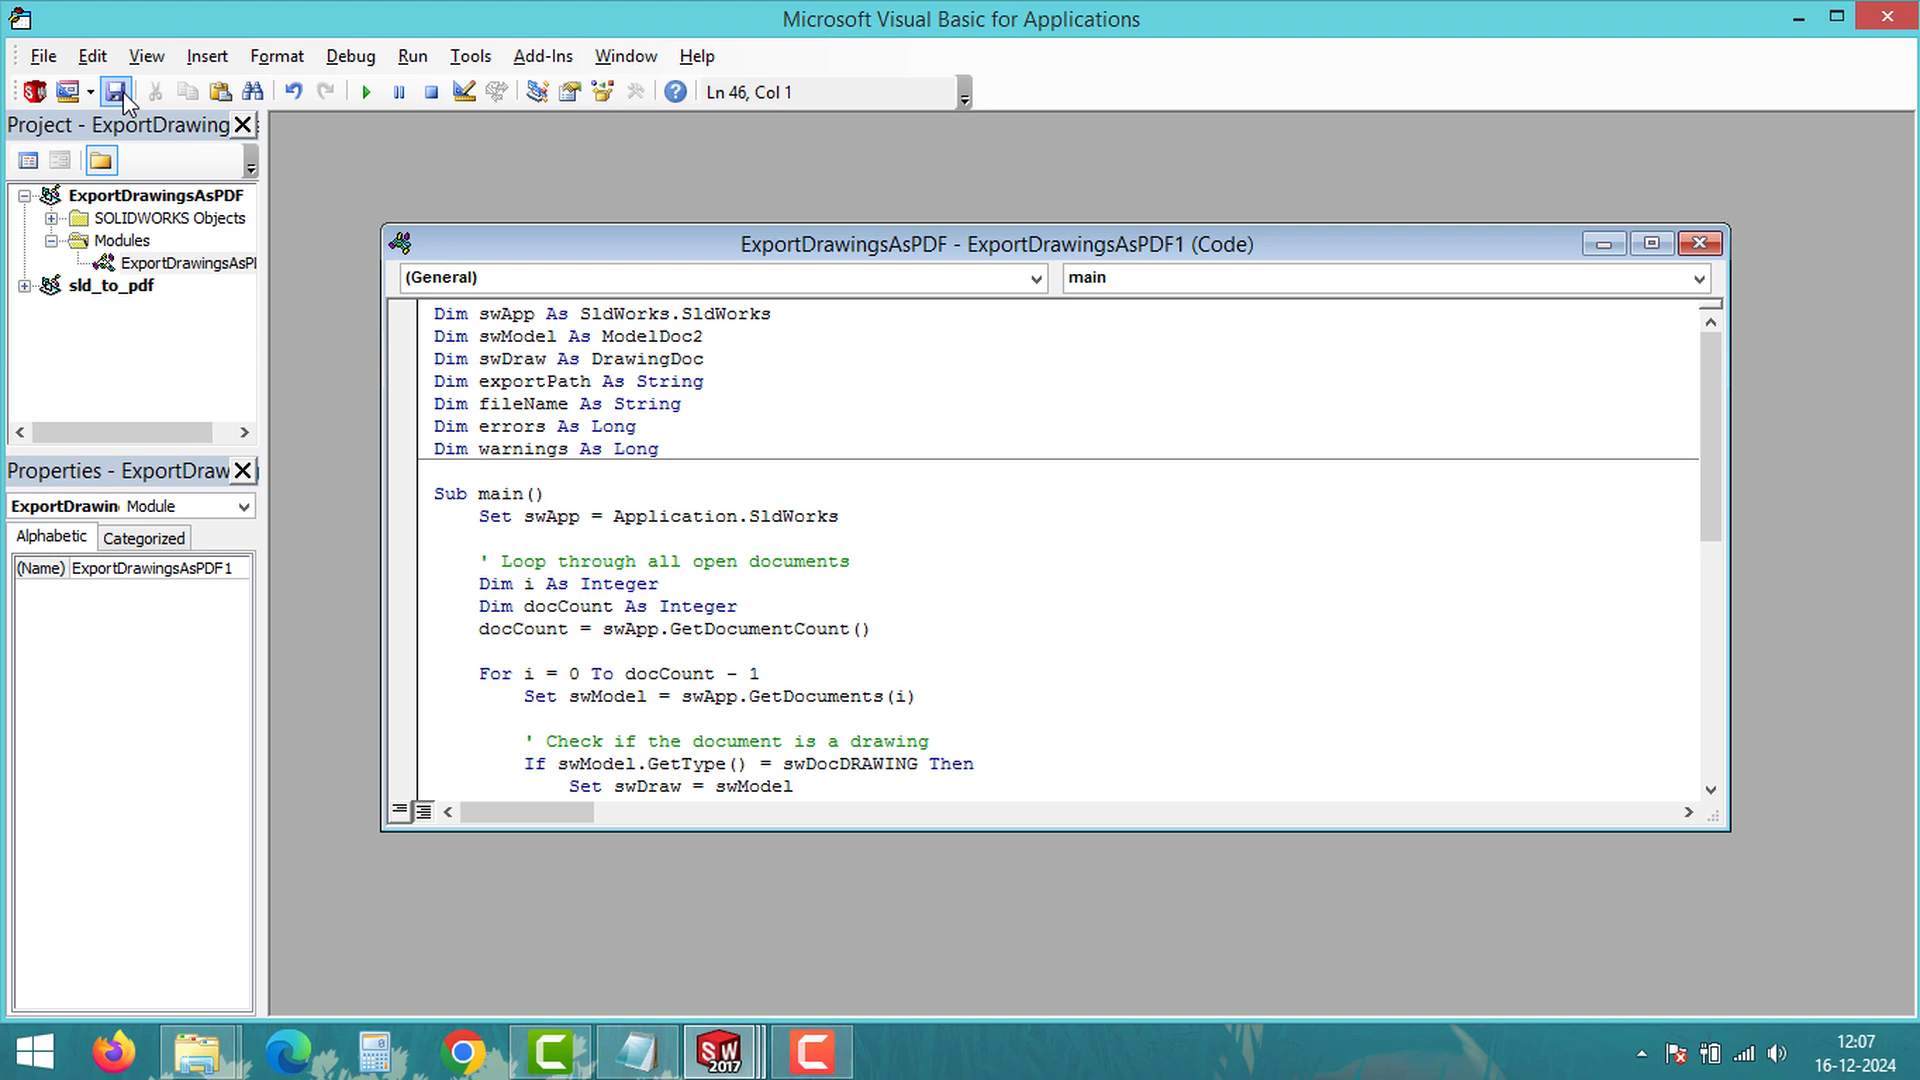 Microsoft Visual Basic for Applications
File Edit View Insert Format Debug Run Tools Add-Ins Window Help
Ln 46, Col 1
Project - ExportDrawing
ExportDrawingsAsPDF
SOLIDWORKS Objects
Modules
ExportDrawingsAsP
sld_to_pdf
Properties - ExportDraw
ExportDrawin Module
Alphabetic Categorized
(Name) ExportDrawingsAsPDF1
ExportDrawingsAsPDF - ExportDrawingsAsPDF1 (Code)
(General) main
Dim swApp As SldWorks.SldWorks
Dim swModel As ModelDoc2
Dim swDraw As DrawingDoc
Dim exportPath As String
Dim fileName As String
Dim errors As Long
Dim warnings As Long
Sub main()
Set swApp = Application.SldWorks
' Loop through all open documents
Dim i As Integer
Dim docCount As Integer
docCount = swApp.GetDocumentCount()
For i = 0 To docCount - 1
Set swModel = swApp.GetDocuments(i)
' Check if the document is a drawing
If swModel.GetType() = swDocDRAWING Then
Set swDraw = swModel
SW
2017
12:07
16-12-2024